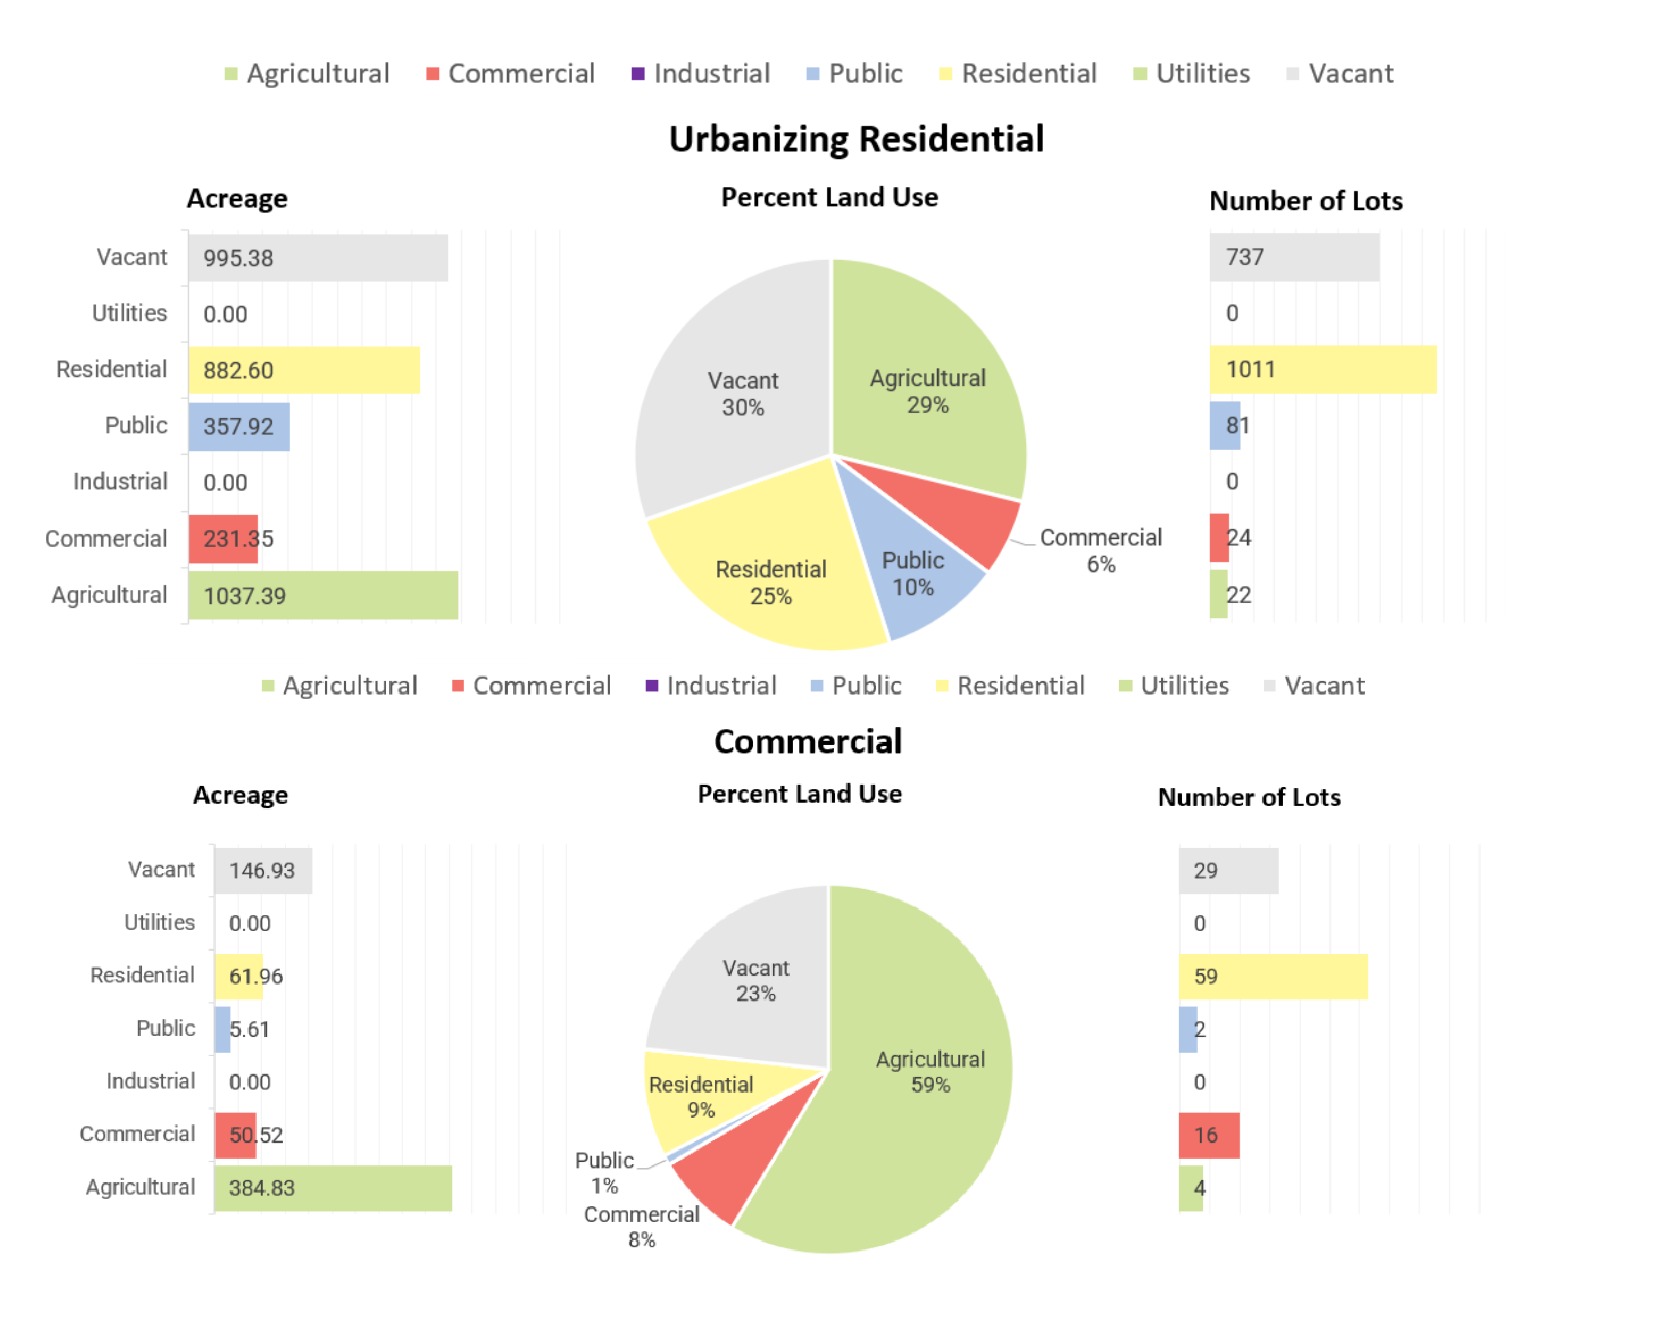 Agricultural Commercial Industrial Public Residential Utilities Vacant
Urbanizing Residential
Acreage
Vacant 995.38
Utilities 0.00
Residential 882.60
Public 357.92
Industrial 0.00
Commercial 231.35
Agricultural 1037.39
Percent Land Use
Vacant
30%
Agricultural
29%
Commercial
6%
Public
10%
Residential
25%
Number of Lots
737
0
1011
81
0
24
22
Agricultural Commercial Industrial Public Residential Utilities Vacant
Commercial
Acreage
Vacant 146.93
Utilities 0.00
Residential 61.96
Public 5.61
Industrial 0.00
Commercial 50.52
Agricultural 384.83
Percent Land Use
Vacant
23%
Agricultural
59%
Residential
9%
Public
1%
Commercial
8%
Number of Lots
29
0
59
2
0
16
4